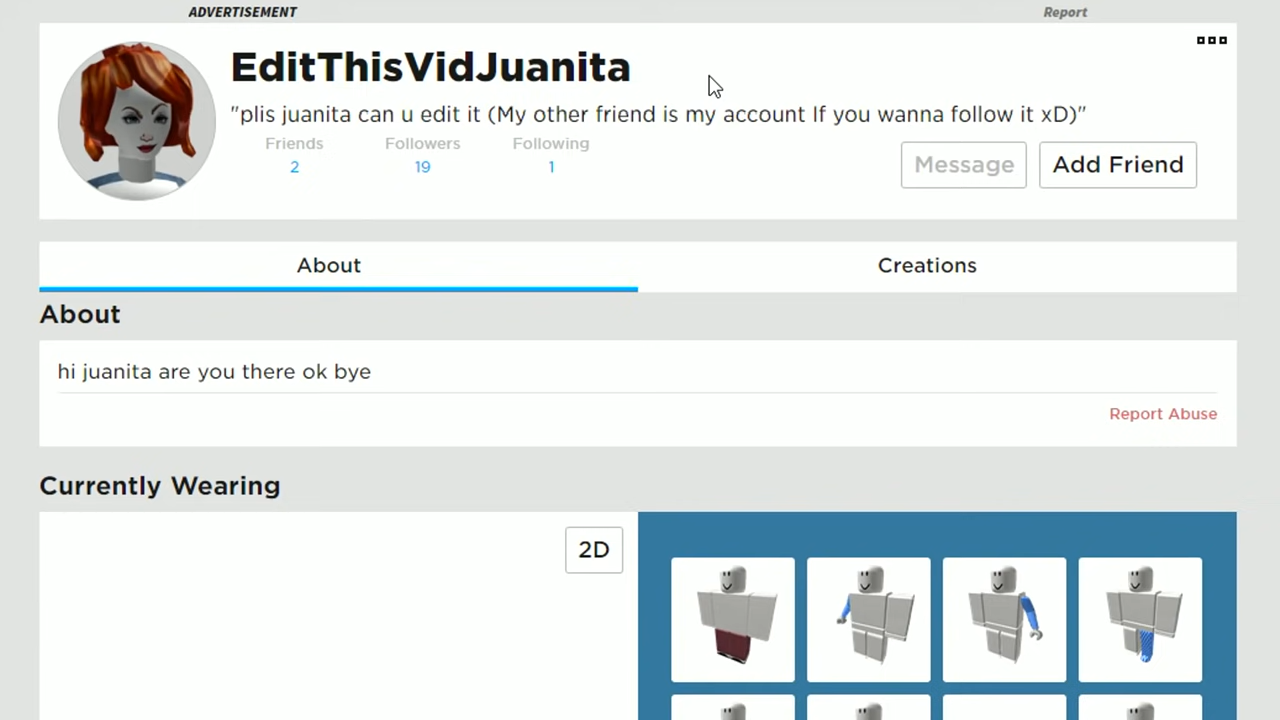 ADVERTISEMENT Report
EditThisVidJuanita
"plis juanita can u edit it (My other friend is my account If you wanna follow it xD)"
Friends Followers Following
2 19 1
Message Add Friend
About Creations
About
hi juanita are you there ok bye
Report Abuse
Currently Wearing
2D